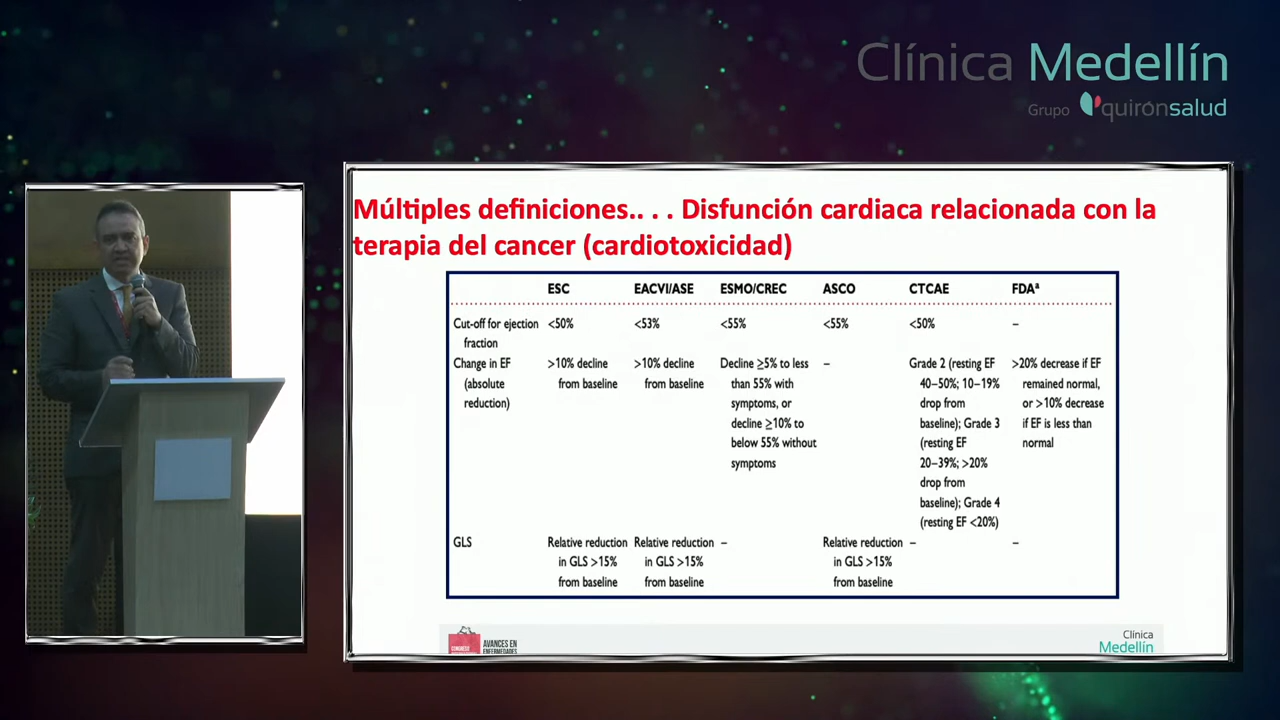 Clínica Medellín
Grupo quirónsalud
Múltiples definiciones.. . . Disfunción cardiaca relacionada con la
terapia del cancer (cardiotoxicidad)
ESC EACVI/ASE ESMO/CREC ASCO CTCAE FDAª
Cut-off for ejection <50% <53% <55% <55% <50% –
fraction
Change in EF >10% decline >10% decline Decline ≥5% to less – Grade 2 (resting EF >20% decrease if EF
(absolute from baseline from baseline than 55% with 40–50%; 10–19% remained normal,
reduction) symptoms, or drop from or >10% decrease
decline ≥10% to baseline); Grade 3 if EF is less than
below 55% without (resting EF normal
symptoms 20–39%; >20%
drop from
baseline); Grade 4
(resting EF <20%)
GLS Relative reduction Relative reduction – Relative reduction – –
in GLS >15% in GLS >15% in GLS >15%
from baseline from baseline from baseline
CONGRESO AVANCES EN
ENFERMEDADES
Clínica
Medellín